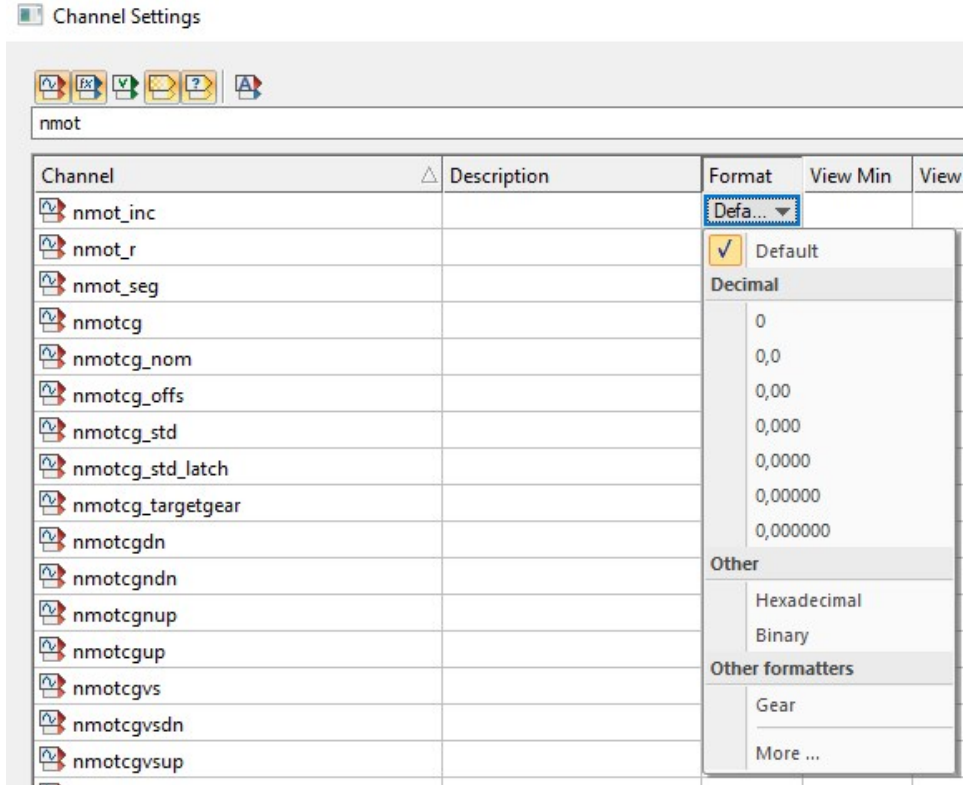 Channel Settings
nmot
Channel Description Format View Min View
nmot_inc Defa...
nmot_r
nmot_seg
nmotcg
nmotcg_nom
nmotcg_offs
nmotcg_std
nmotcg_std_latch
nmotcg_targetgear
nmotcgdn
nmotcgndn
nmotcgnup
nmotcgup
nmotcgvs
nmotcgvsdn
nmotcgvsup
Default
Decimal
0
0,0
0,00
0,000
0,0000
0,00000
0,000000
Other
Hexadecimal
Binary
Other formatters
Gear
More ...